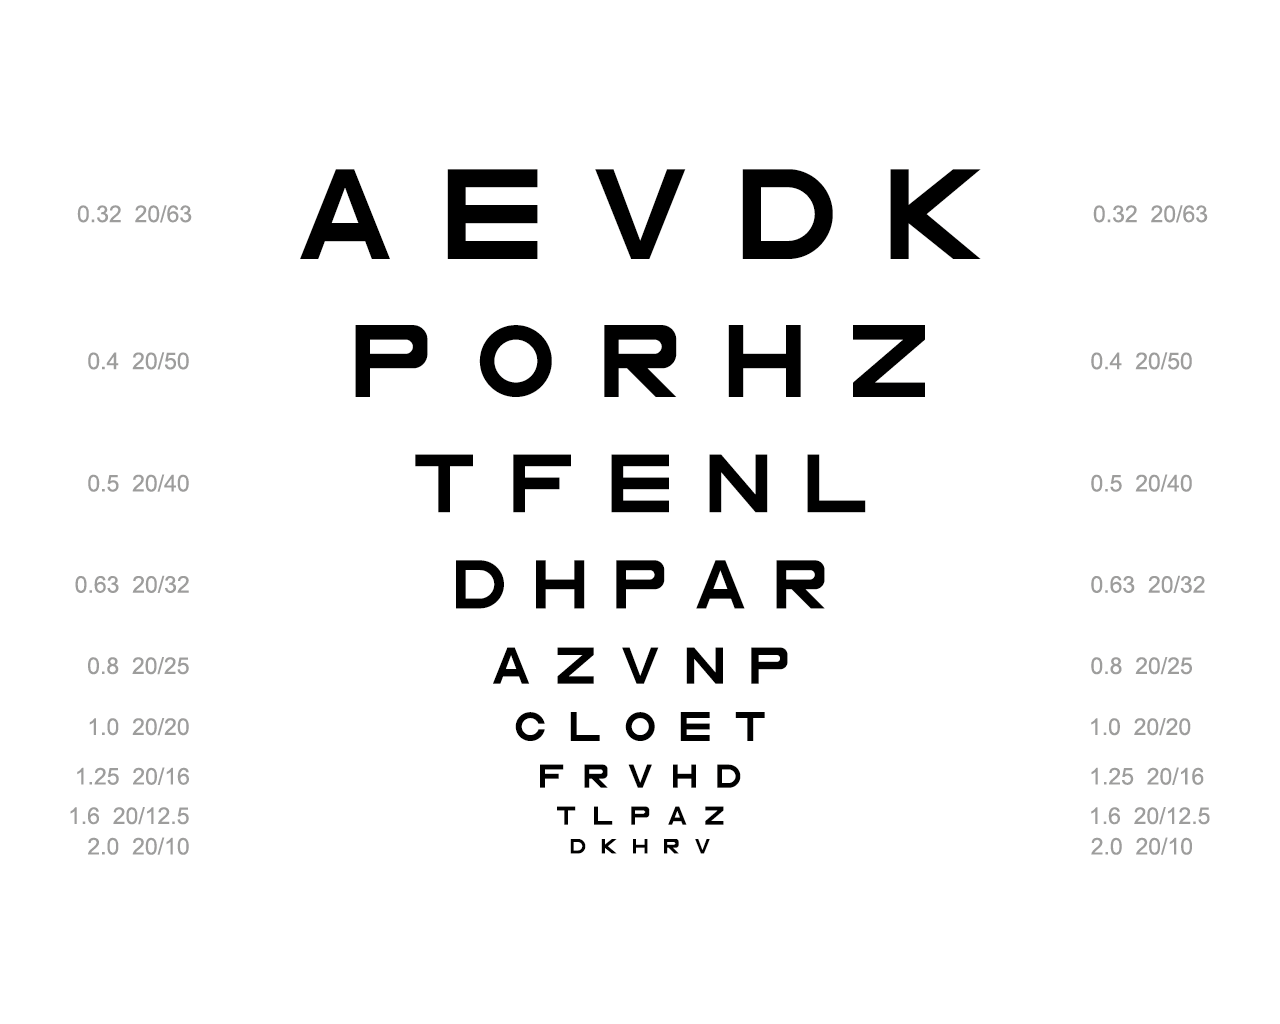 0.32 20/63 A E V D K 0.32 20/63
0.4 20/50 P O R H Z 0.4 20/50
0.5 20/40 T F E N L 0.5 20/40
0.63 20/32 D H P A R 0.63 20/32
0.8 20/25 A Z V N P 0.8 20/25
1.0 20/20 C L O E T 1.0 20/20
1.25 20/16 F R V H D 1.25 20/16
1.6 20/12.5 T L P A Z 1.6 20/12.5
2.0 20/10 D K H R V 2.0 20/10